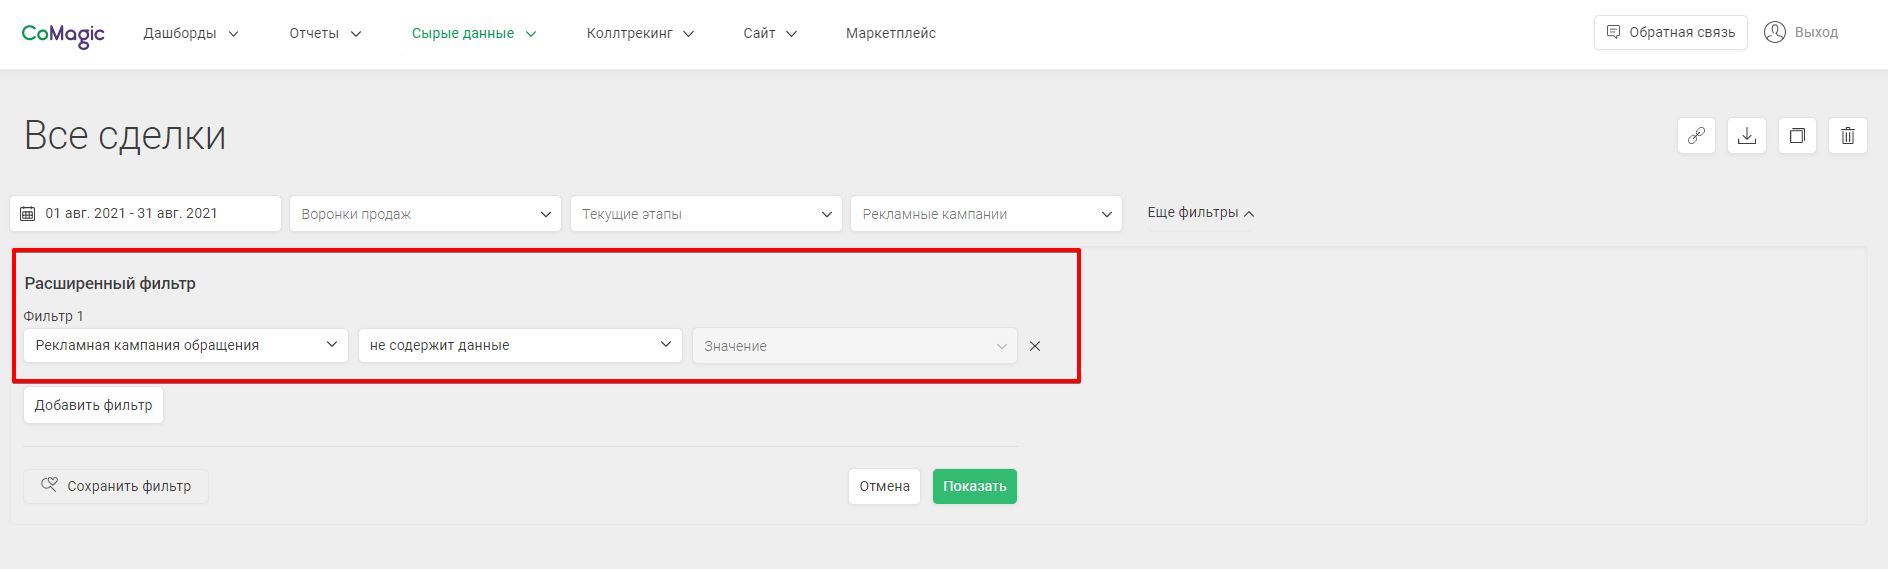 CoMagic Дашборды Отчеты Сырые данные Коллтрекинг Сайт Маркетплейс Обратная связь Выход
Все сделки
01 авг. 2021 - 31 авг. 2021 Воронки продаж Текущие этапы Рекламные кампании Еще фильтры
Расширенный фильтр
Фильтр 1
Рекламная кампания обращения не содержит данные Значение
Добавить фильтр
Сохранить фильтр Отмена Показать